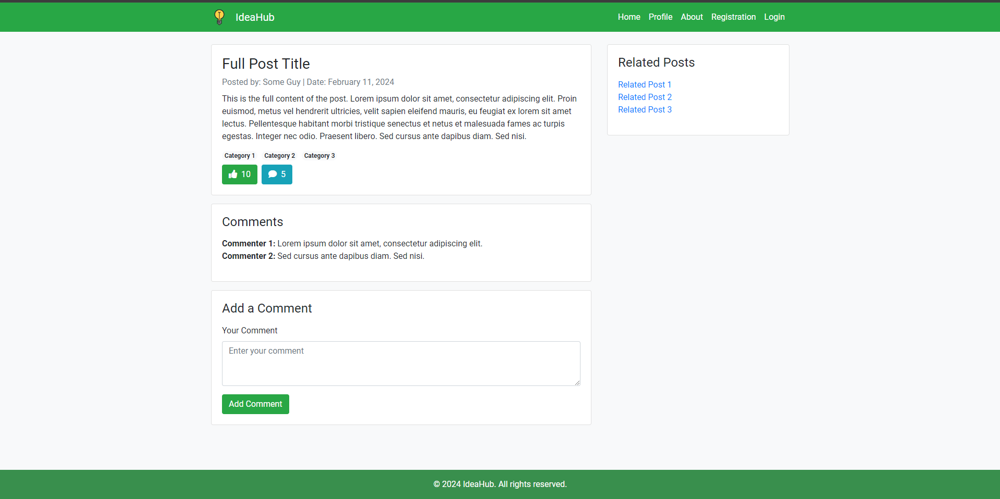 IdeaHub
Home Profile About Registration Login
Full Post Title
Posted by: Some Guy | Date: February 11, 2024
This is the full content of the post. Lorem ipsum dolor sit amet, consectetur adipiscing elit. Proin
euismod, metus vel hendrerit ultricies, velit sapien eleifend mauris, eu feugiat ex lorem sit amet
lectus. Pellentesque habitant morbi tristique senectus et netus et malesuada fames ac turpis
egestas. Integer nec odio. Praesent libero. Sed cursus ante dapibus diam. Sed nisi.
Category 1 Category 2 Category 3
10 5
Comments
Commenter 1: Lorem ipsum dolor sit amet, consectetur adipiscing elit.
Commenter 2: Sed cursus ante dapibus diam. Sed nisi.
Add a Comment
Your Comment
Enter your comment
Add Comment
Related Posts
Related Post 1
Related Post 2
Related Post 3
© 2024 IdeaHub. All rights reserved.